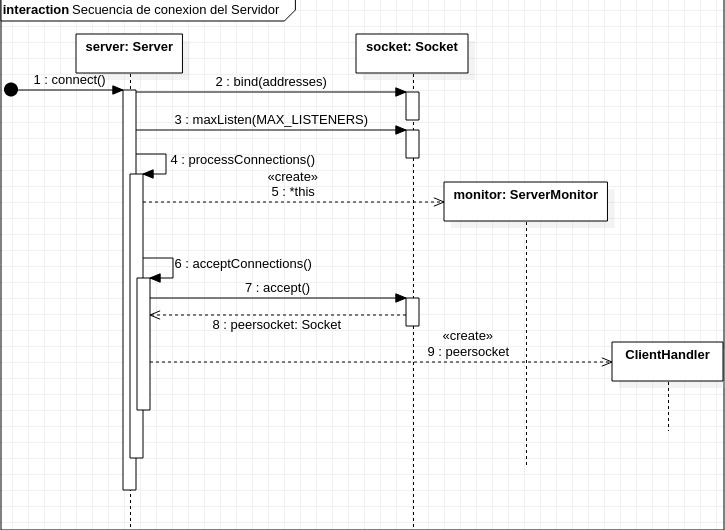 interaction Secuencia de conexion del Servidor
server: Server
socket: Socket
1 : connect()
2 : bind(addresses)
3 : maxListen(MAX_LISTENERS)
4 : processConnections()
«create»
5 : *this
monitor: ServerMonitor
6 : acceptConnections()
7 : accept()
8 : peersocket: Socket
«create»
9 : peersocket
ClientHandler